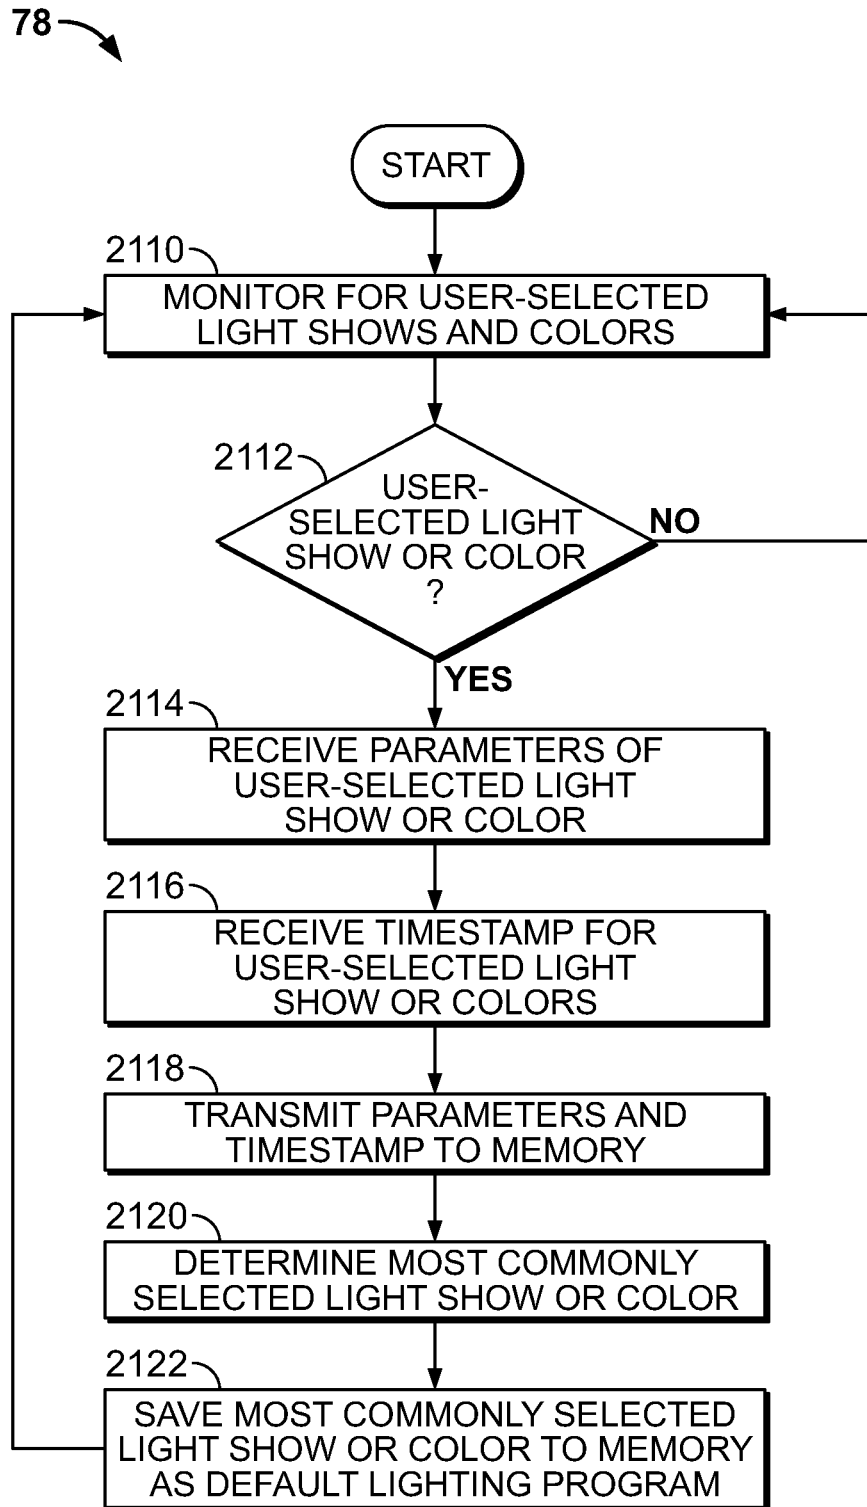 78
START
2110
MONITOR FOR USER-SELECTED
LIGHT SHOWS AND COLORS
2112
USER-
SELECTED LIGHT
SHOW OR COLOR
?
NO
YES
2114
RECEIVE PARAMETERS OF
USER-SELECTED LIGHT
SHOW OR COLOR
2116
RECEIVE TIMESTAMP FOR
USER-SELECTED LIGHT
SHOW OR COLORS
2118
TRANSMIT PARAMETERS AND
TIMESTAMP TO MEMORY
2120
DETERMINE MOST COMMONLY
SELECTED LIGHT SHOW OR COLOR
2122
SAVE MOST COMMONLY SELECTED
LIGHT SHOW OR COLOR TO MEMORY
AS DEFAULT LIGHTING PROGRAM